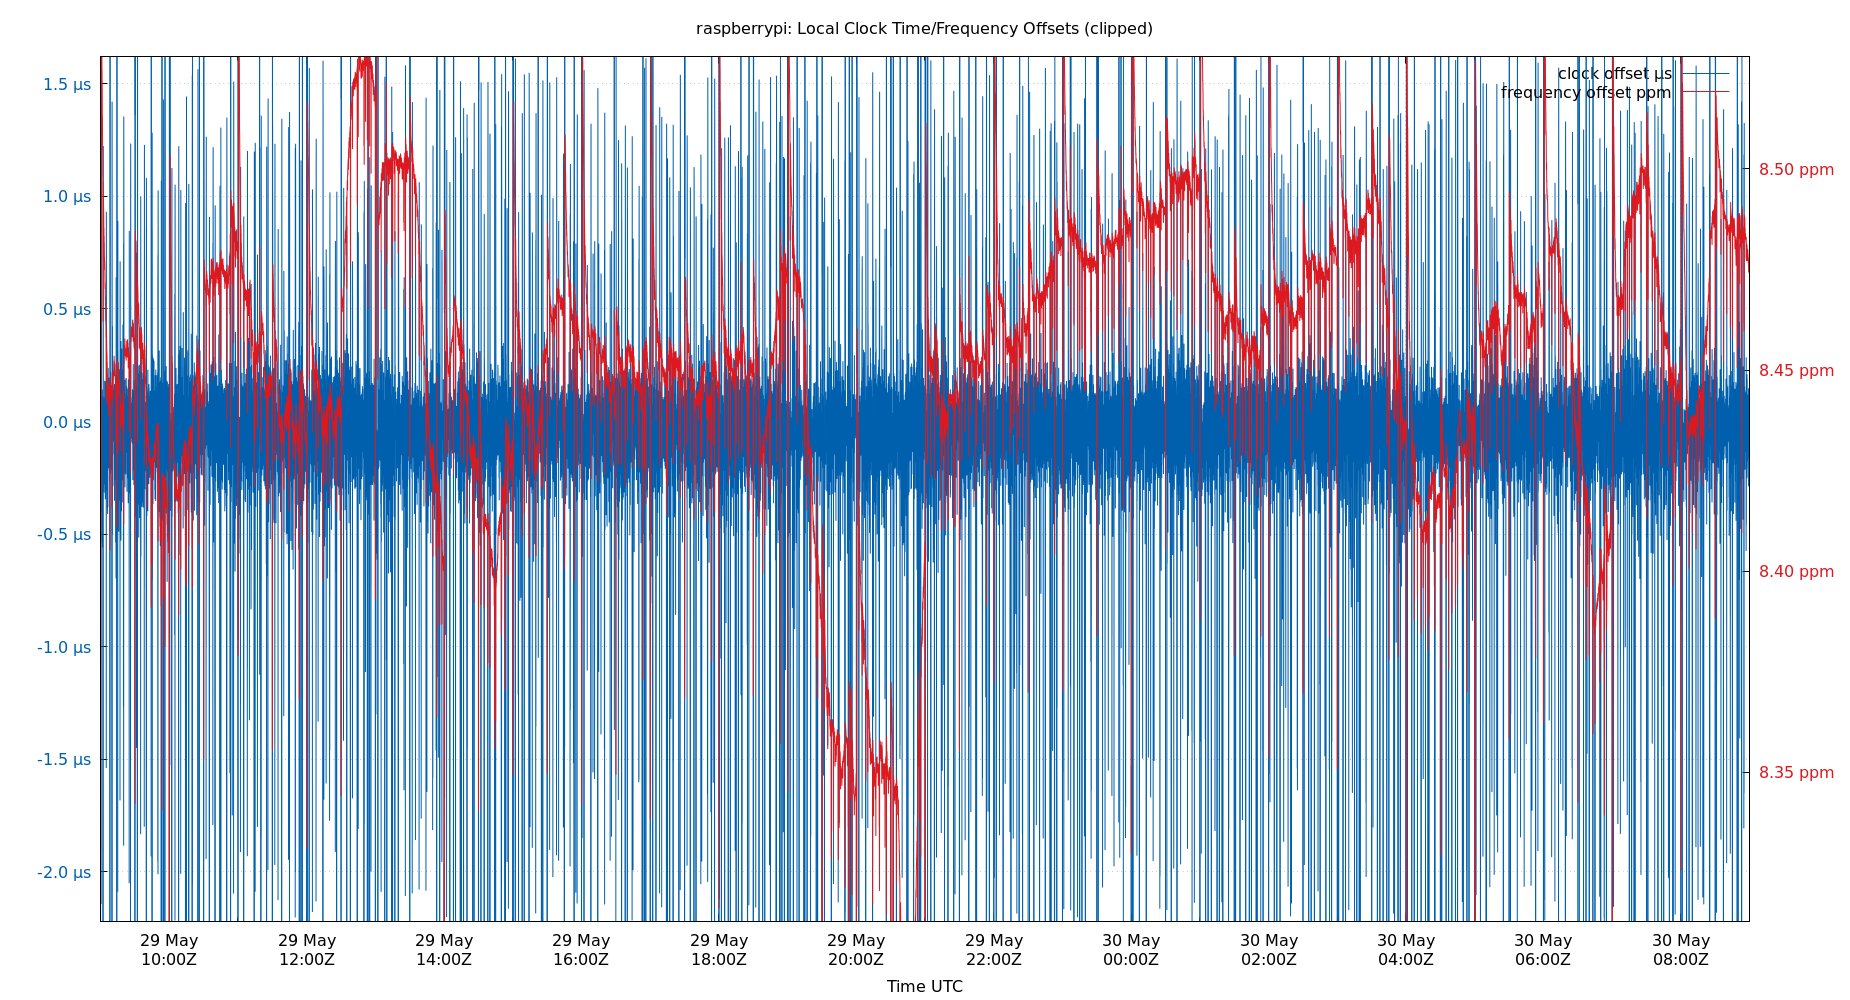 raspberrypi: Local Clock Time/Frequency Offsets (clipped)
clock offset µs
frequency offset ppm
1.5 µs
1.0 µs
0.5 µs
0.0 µs
-0.5 µs
-1.0 µs
-1.5 µs
-2.0 µs
8.50 ppm
8.45 ppm
8.40 ppm
8.35 ppm
29 May 29 May 29 May 29 May 29 May 29 May 29 May 30 May 30 May 30 May 30 May 30 May
10:00Z 12:00Z 14:00Z 16:00Z 18:00Z 20:00Z 22:00Z 00:00Z 02:00Z 04:00Z 06:00Z 08:00Z
Time UTC